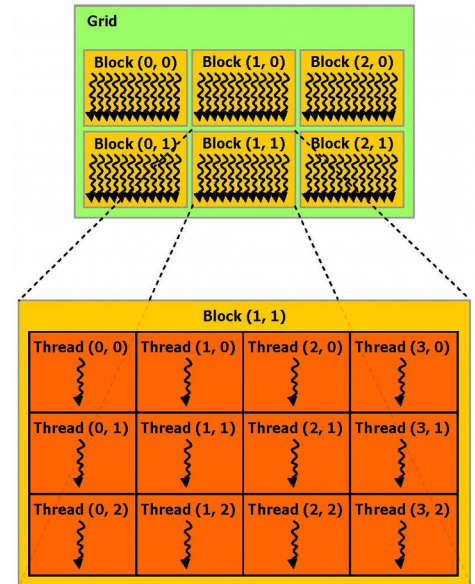 Grid
Block (0, 0) Block (1, 0) Block (2, 0)
Block (0, 1) Block (1, 1) Block (2, 1)
Block (1, 1)
Thread (0, 0) Thread (1, 0) Thread (2, 0) Thread (3, 0)
Thread (0, 1) Thread (1, 1) Thread (2, 1) Thread (3, 1)
Thread (0, 2) Thread (1, 2) Thread (2, 2) Thread (3, 2)